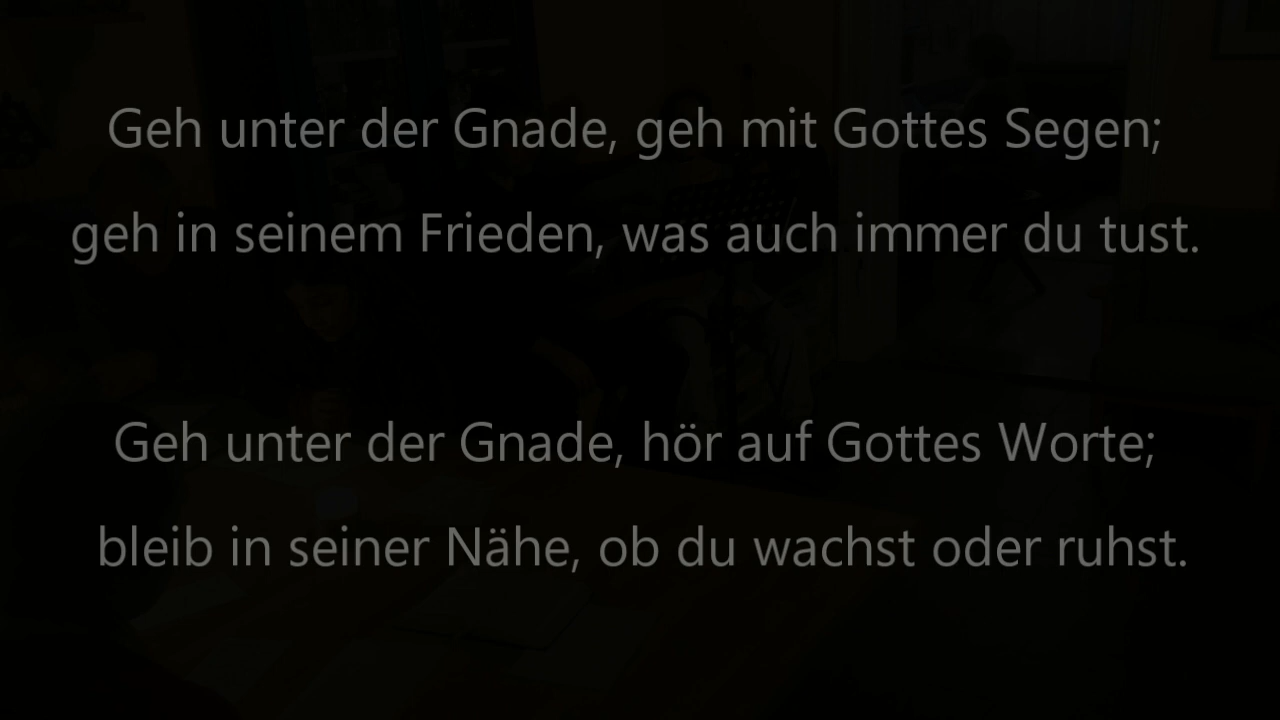 Geh unter der Gnade, geh mit Gottes Segen;
geh in seinem Frieden, was auch immer du tust.
Geh unter der Gnade, hör auf Gottes Worte;
bleib in seiner Nähe, ob du wachst oder ruhst.